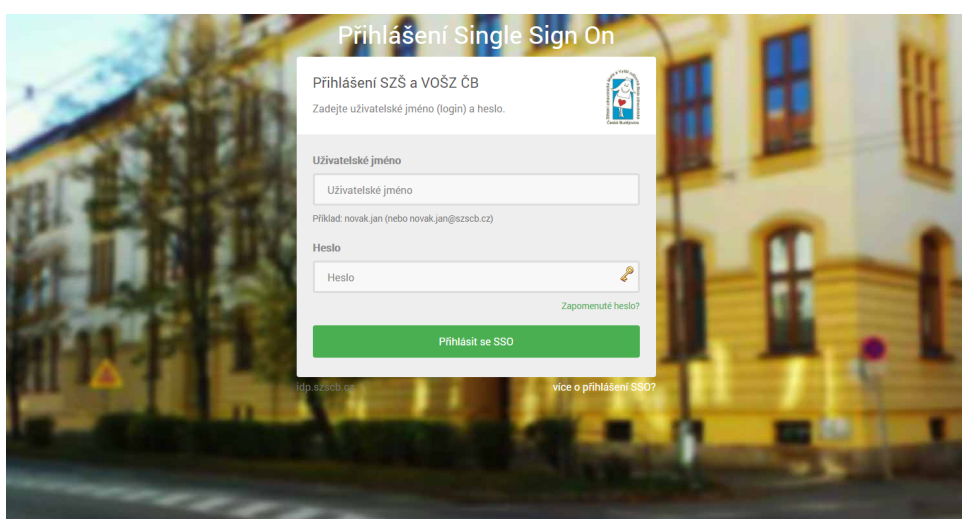 Přihlášení Single Sign On
Přihlášení SZŠ a VOŠZ ČB
Zadejte uživatelské jméno (login) a heslo.
České Budějovice
Uživatelské jméno
Uživatelské jméno
Příklad: novak.jan (nebo novak.jan@szscb.cz)
Heslo
Heslo
Zapomenuté heslo?
Přihlásit se SSO
idp.szscb.cz
více o přihlášení SSO?